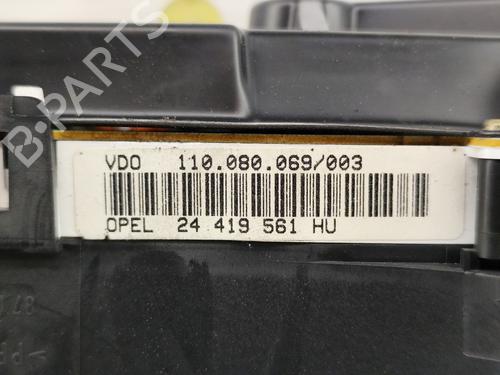 VDO 110.080.069/003
OPEL 24 419 561 HU
B-PARTS